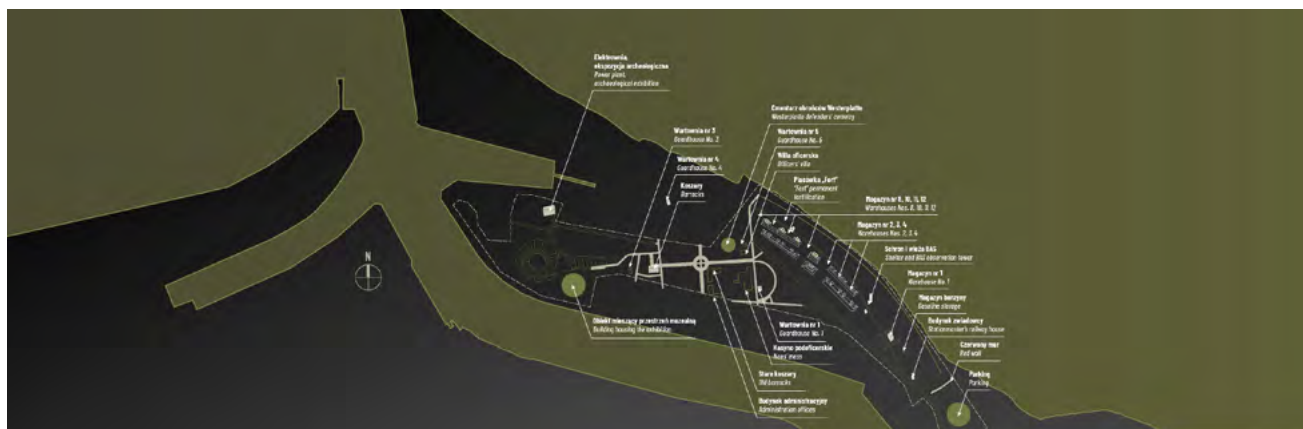 Elektrownia,
ekspozycja archeologiczna
Power plant,
archaeological exhibition
Cmentarz obrońców Westerplatte
Westerplatte defenders' cemetery
Wartownia nr 3
Guardhouse No. 3
Wartownia nr 5
Guardhouse No. 5
Wartownia nr 4
Guardhouse No. 4
Willa oficerska
Officers' villa
Koszary
Barracks
Placówka „Fort”
"Fort" permanent
fortification
Magazyn nr 8, 10, 11, 12
Warehouses Nos. 8, 10, 11, 12
Magazyn nr 2, 3, 4
Warehouses Nos. 2, 3, 4
Schron i wieża BAS
Shelter and BAS observation tower
N
Magazyn nr 1
Warehouse No. 1
Magazyn benzyny
Gasoline storage
Obiekt mieszący przestrzeń muzealną
Building housing the exhibition
Wartownia nr 1
Guardhouse No. 1
Budynek zwiadowcy
Stationmaster's railway house
Kasyno podoficerskie
Czerwony mur
Red wall
Stare koszary
Old barracks
Parking
Parking
Budynek administracyjny
Administration offices